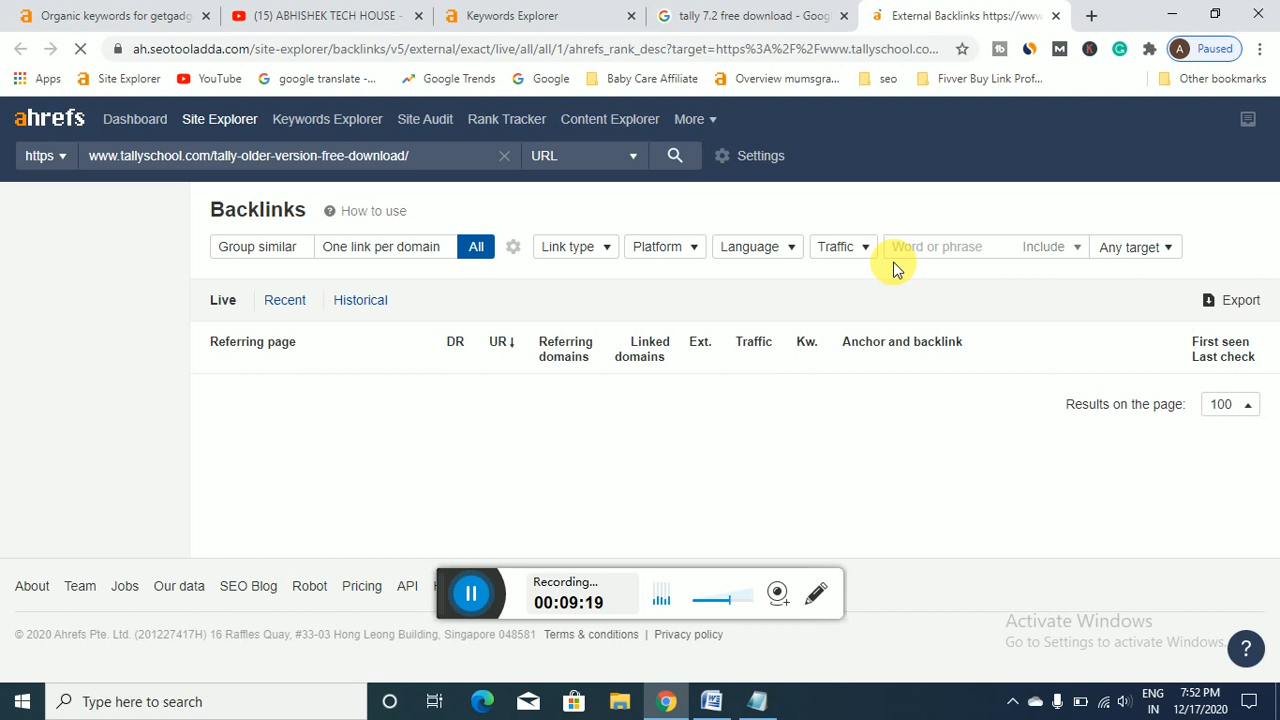 Organic keywords for getgadg
(15) ABHISHEK TECH HOUSE -
Keywords Explorer
tally 7.2 free download - Goog
External Backlinks https://www
ah.seotooladda.com/site-explorer/backlinks/v5/external/exact/live/all/all/1/ahrefs_rank_desc?target=https%3A%2F%2Fwww.tallyschool.co...
A Paused
Apps
Site Explorer
YouTube
google translate -...
Google Trends
Google
Baby Care Affiliate
Overview mumsgra...
seo
Fivver Buy Link Prof...
Other bookmarks
ahrefs Dashboard Site Explorer Keywords Explorer Site Audit Rank Tracker Content Explorer More
https www.tallyschool.com/tally-older-version-free-download/ URL Settings
Backlinks ? How to use
Group similar One link per domain All Link type Platform Language Traffic Word or phrase Include Any target
Live Recent Historical Export
Referring page DR UR↓ Referring domains Linked domains Ext. Traffic Kw. Anchor and backlink First seen Last check
Results on the page: 100
Recording...
00:09:19
About Team Jobs Our data SEO Blog Robot Pricing API
© 2020 Ahrefs Pte. Ltd. (201227417H) 16 Raffles Quay, #33-03 Hong Leong Building, Singapore 048581 Terms & conditions | Privacy policy
Activate Windows
Go to Settings to activate Windows.
?
Type here to search
ENG
IN
7:52 PM
12/17/2020